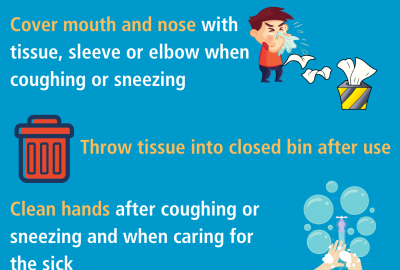 Cover mouth and nose with
tissue, sleeve or elbow when
coughing or sneezing
Throw tissue into closed bin after use
Clean hands after coughing or
sneezing and when caring for
the sick